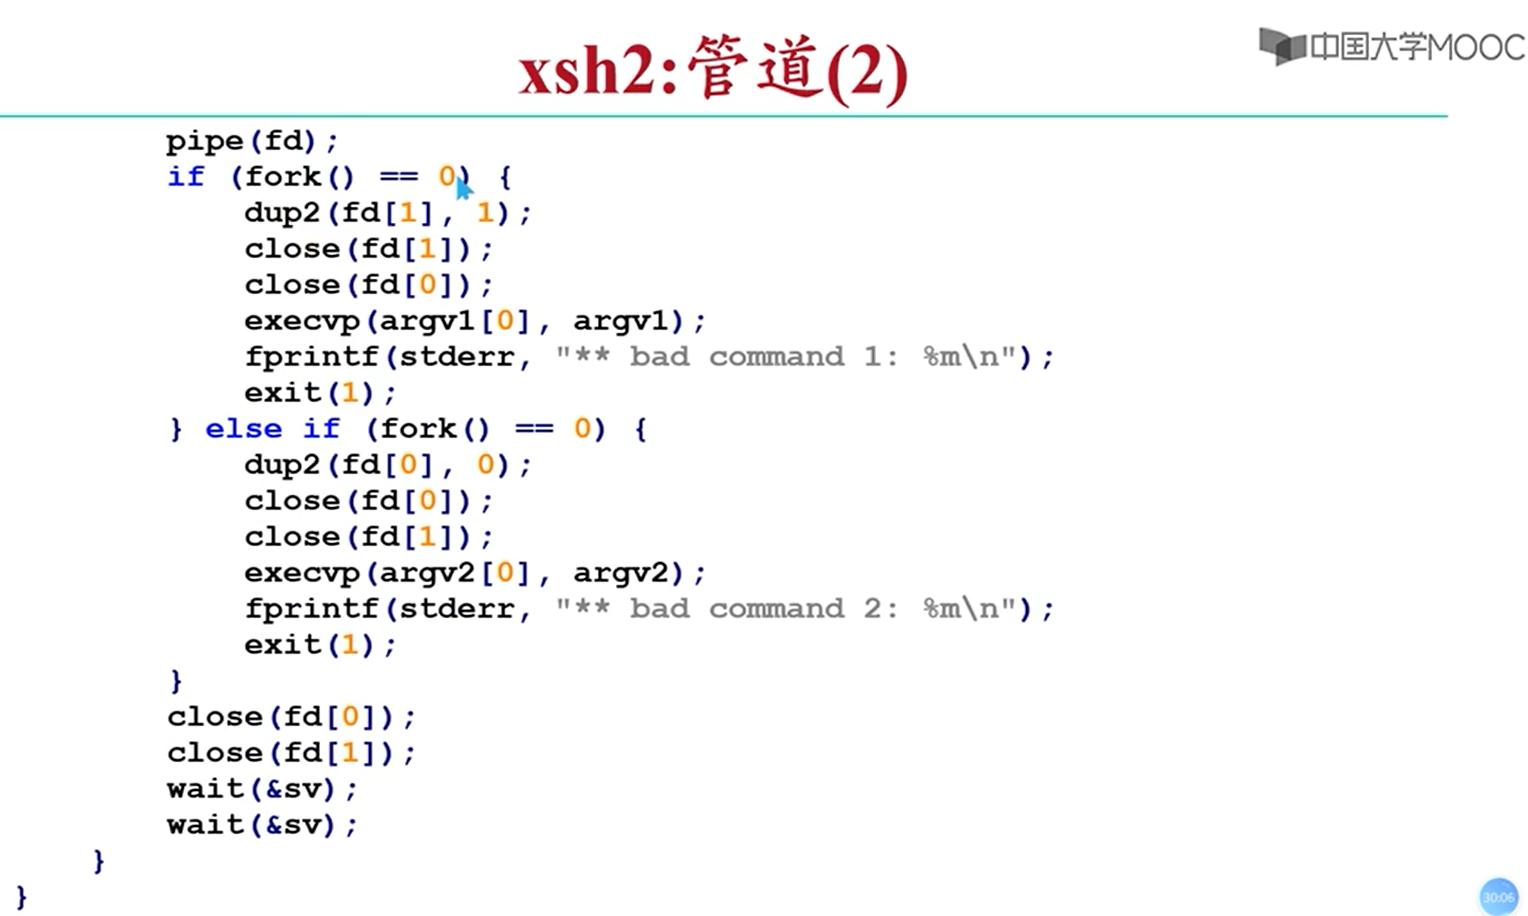 xsh2:管道(2)
中国大学MOOC
pipe(fd);
if (fork() == 0) {
dup2(fd[1], 1);
close(fd[1]);
close(fd[0]);
execvp(argv1[0], argv1);
fprintf(stderr, "** bad command 1: %m\n");
exit(1);
} else if (fork() == 0) {
dup2(fd[0], 0);
close(fd[0]);
close(fd[1]);
execvp(argv2[0], argv2);
fprintf(stderr, "** bad command 2: %m\n");
exit(1);
}
close(fd[0]);
close(fd[1]);
wait(&sv);
wait(&sv);
}
}
30:06